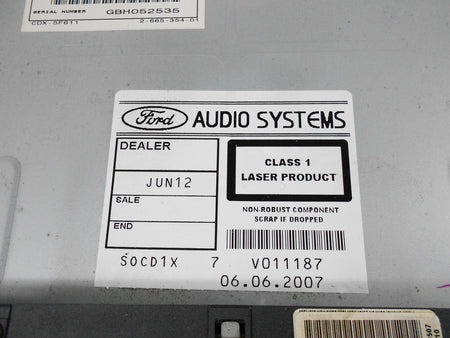 SERIAL NUMBER GBH052535
CDX-SF611 2-665-354-01
Ford AUDIO SYSTEMS
DEALER
JUN12
SALE
END
CLASS 1
LASER PRODUCT
NON-ROBUST COMPONENT
SCRAP IF DROPPED
SOCD1X 7 V011187
06.06.2007